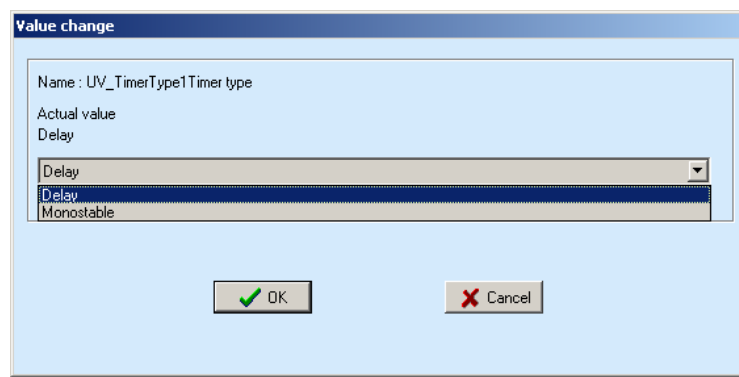 Value change
Name : UV_TimerType1Timer type
Actual value
Delay
Delay
Delay
Monostable
OK
Cancel